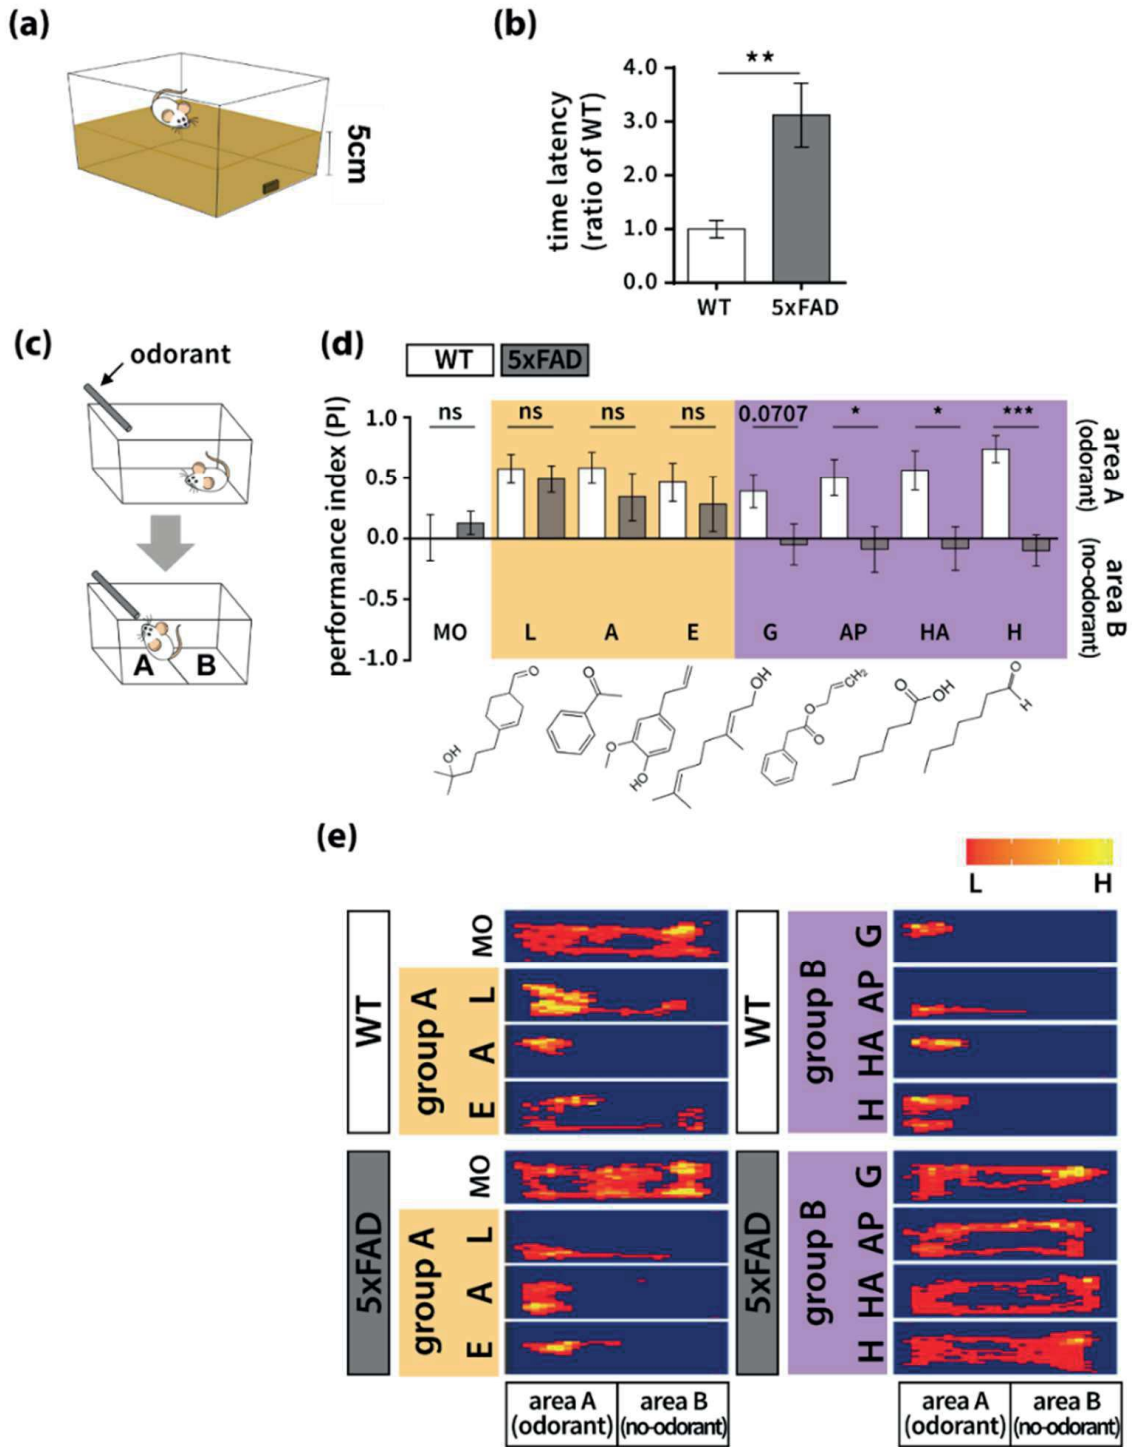 (a)
5cm
(b)
**
time latency
(ratio of WT)
4.0
3.0
2.0
1.0
0.0
WT
5xFAD
(c)
odorant
A
B
(d)
WT
5xFAD
performance index (PI)
1.0
0.5
0.0
-0.5
-1.0
ns
ns
ns
ns
0.0707
*
*
***
MO
L
A
E
G
AP
HA
H
area A
(odorant)
area B
(no-odorant)
O
OH
O
O
HO
OH
CH₂
O
O
O
OH
O
H
(e)
L
H
WT
MO
group A
L
A
E
WT
group B
G
AP
HA
H
5xFAD
MO
group A
L
A
E
5xFAD
group B
G
AP
HA
H
area A
(odorant)
area B
(no-odorant)
area A
(odorant)
area B
(no-odorant)